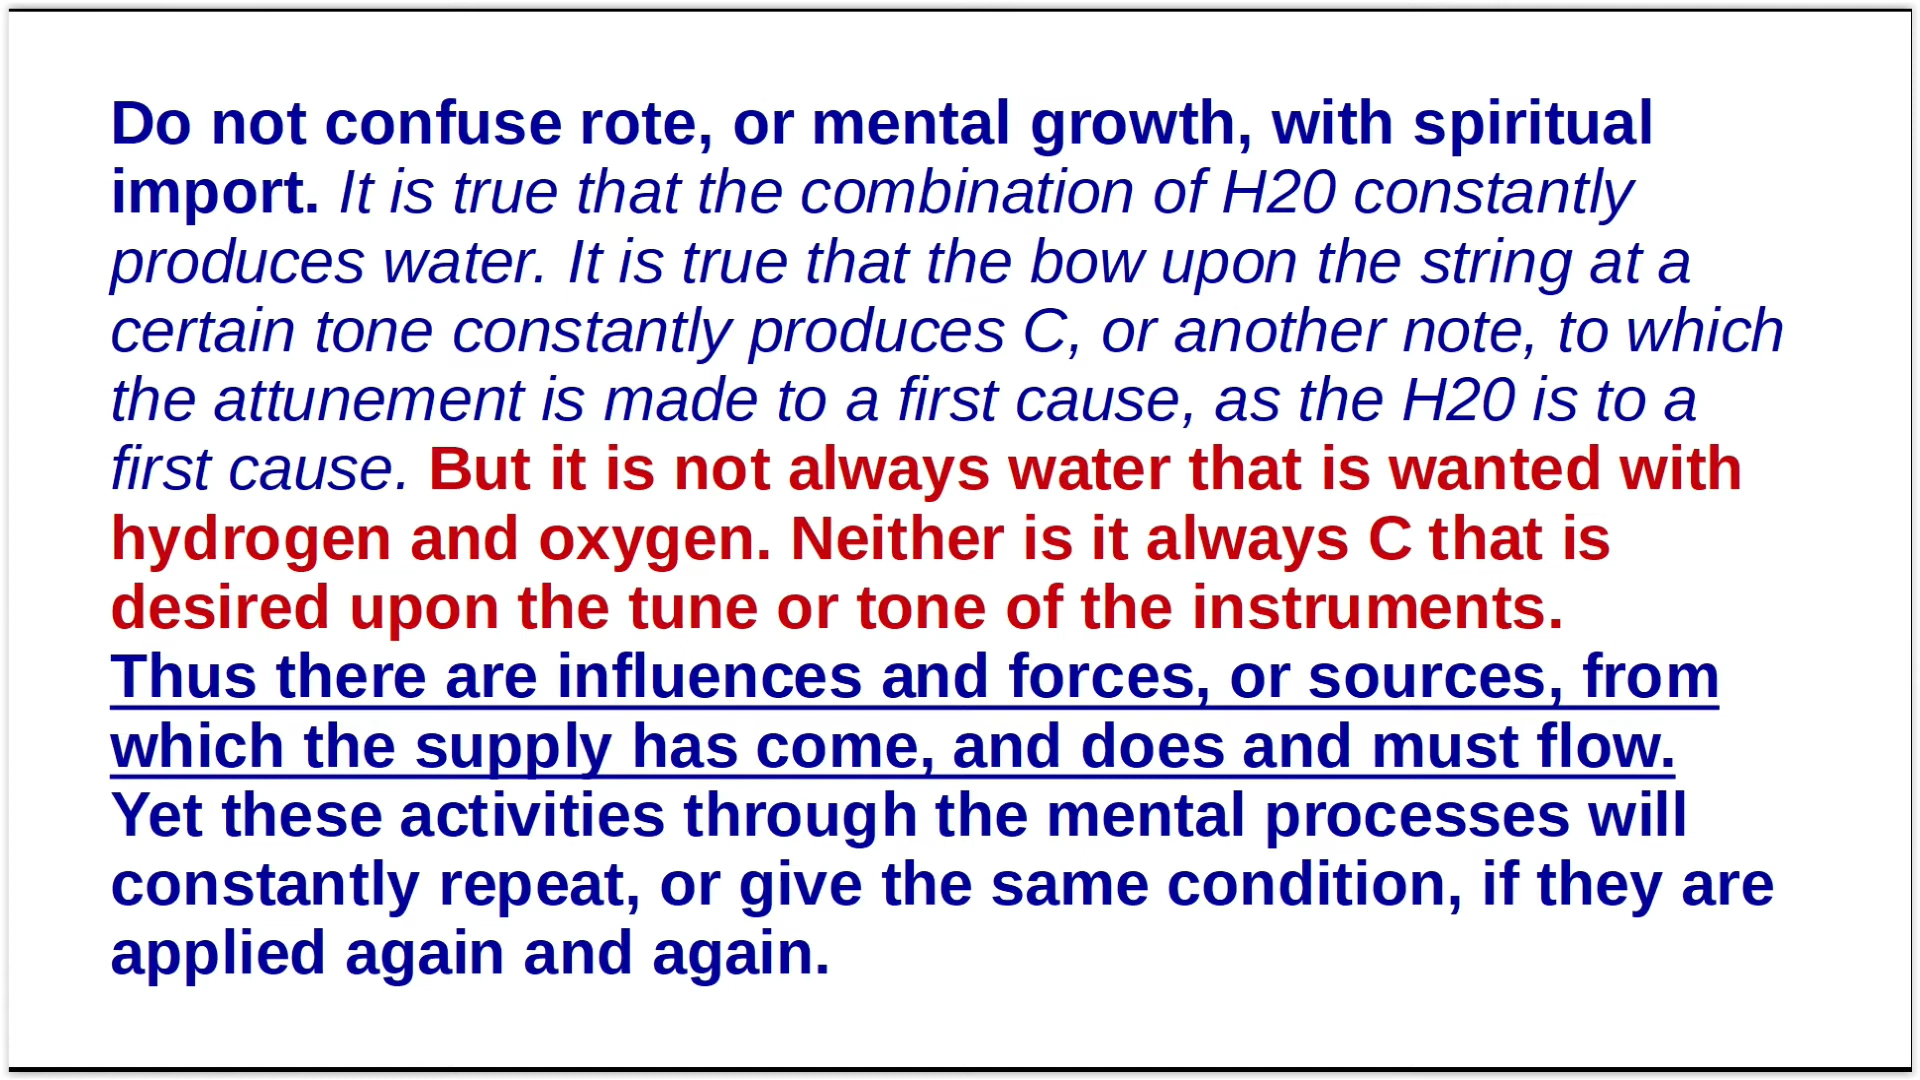 Do not confuse rote, or mental growth, with spiritual
import. It is true that the combination of H20 constantly
produces water. It is true that the bow upon the string at a
certain tone constantly produces C, or another note, to which
the attunement is made to a first cause, as the H20 is to a
first cause. But it is not always water that is wanted with
hydrogen and oxygen. Neither is it always C that is
desired upon the tune or tone of the instruments.
Thus there are influences and forces, or sources, from
which the supply has come, and does and must flow.
Yet these activities through the mental processes will
constantly repeat, or give the same condition, if they are
applied again and again.